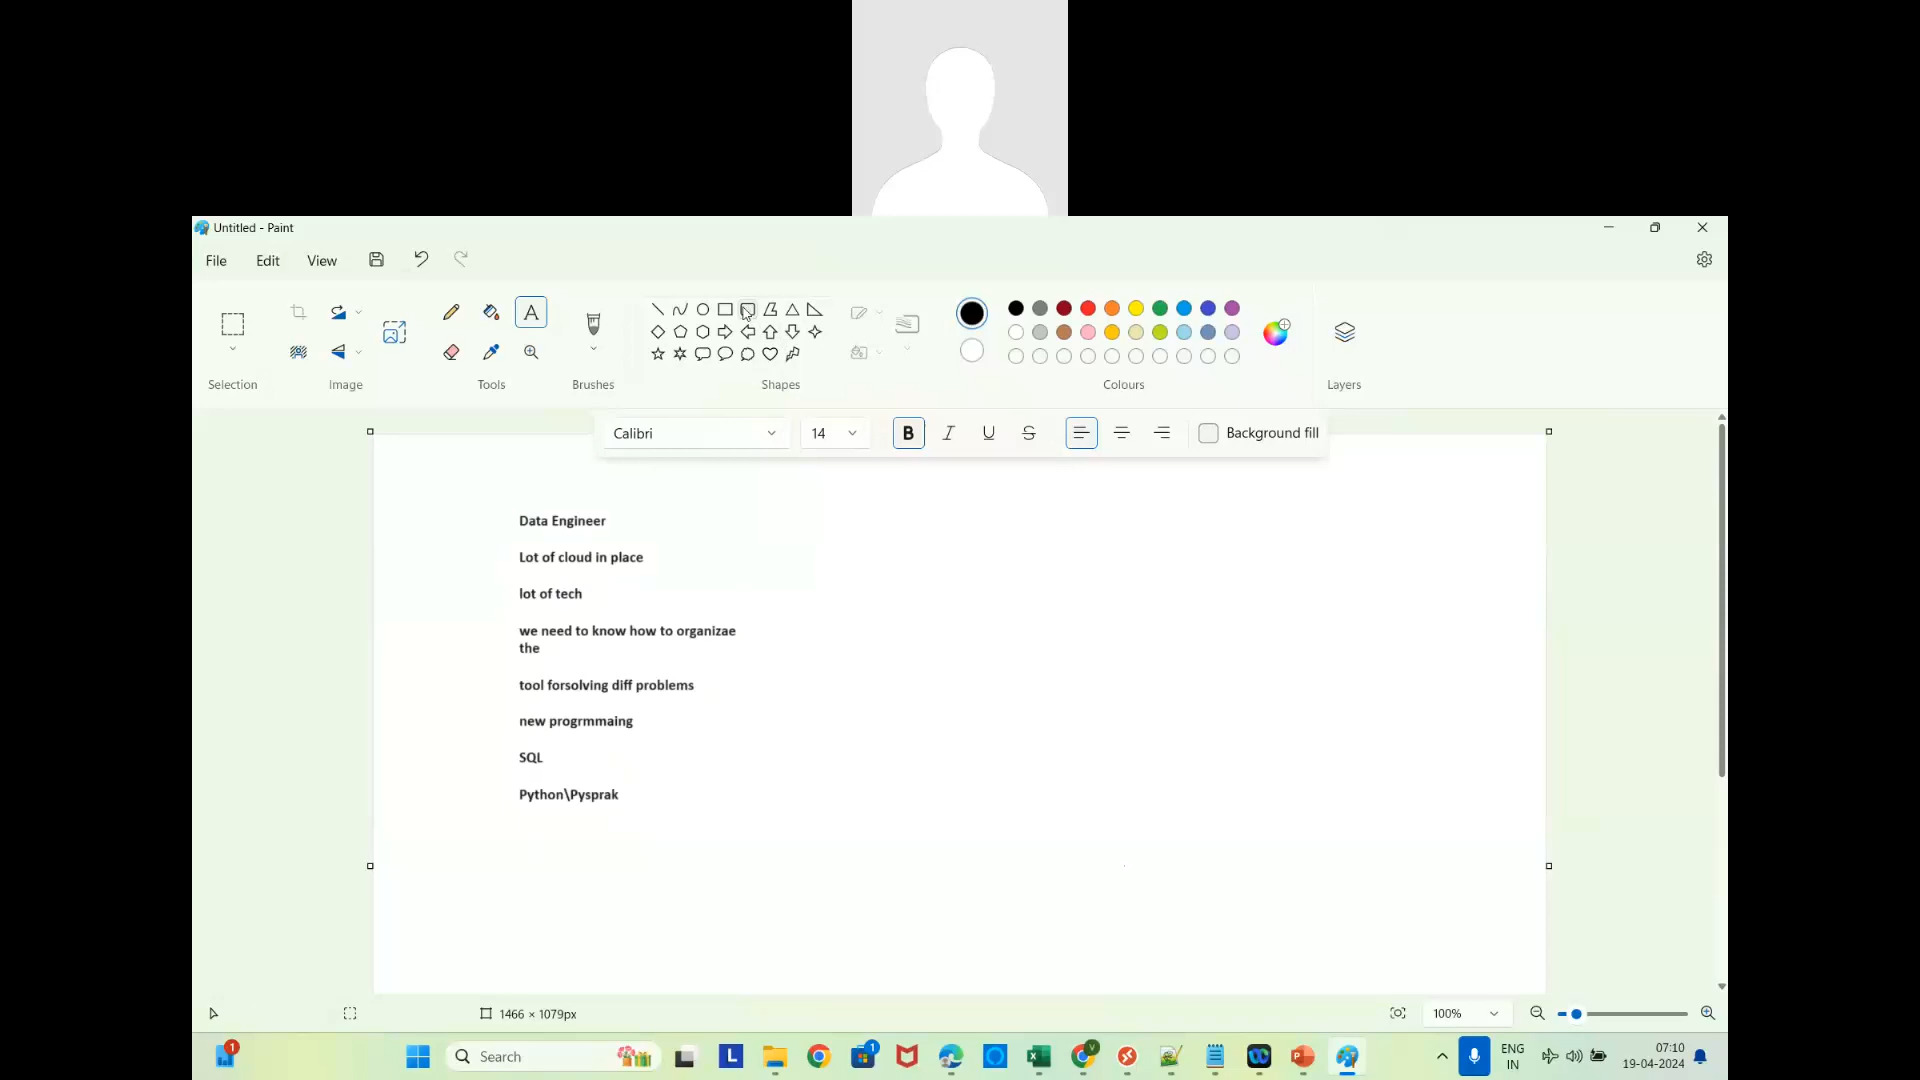 Untitled - Paint
File Edit View
Selection Image Tools Brushes Shapes Colours Layers
Calibri 14 B I U S Background fill
Data Engineer
Lot of cloud in place
lot of tech
we need to know how to organizae
the
tool forsolving diff problems
new progrmmaing
SQL
Python\Pysprak
1466 × 1079px 100%
1 Search L 1 V P ENG 07:10
IN 19-04-2024